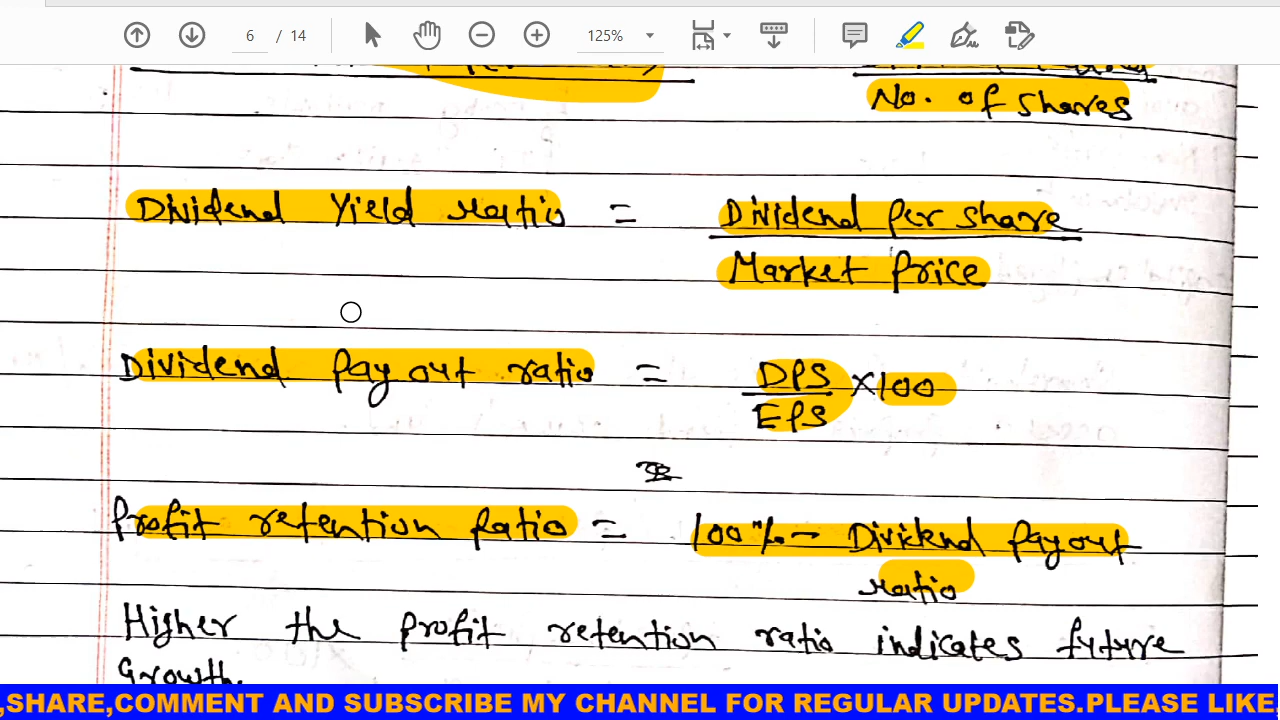 6 / 14
125%
No. of shares
Dividend Yield ratio = Dividend per share
Market Price
Dividend pay out ratio = DPS ×100
EPS
Profit retention Ratio = 100% - Dividend payout
ratio
Higher the profit retention ratio indicates future
Growth.
,SHARE,COMMENT AND SUBSCRIBE MY CHANNEL FOR REGULAR UPDATES.PLEASE LIKE.